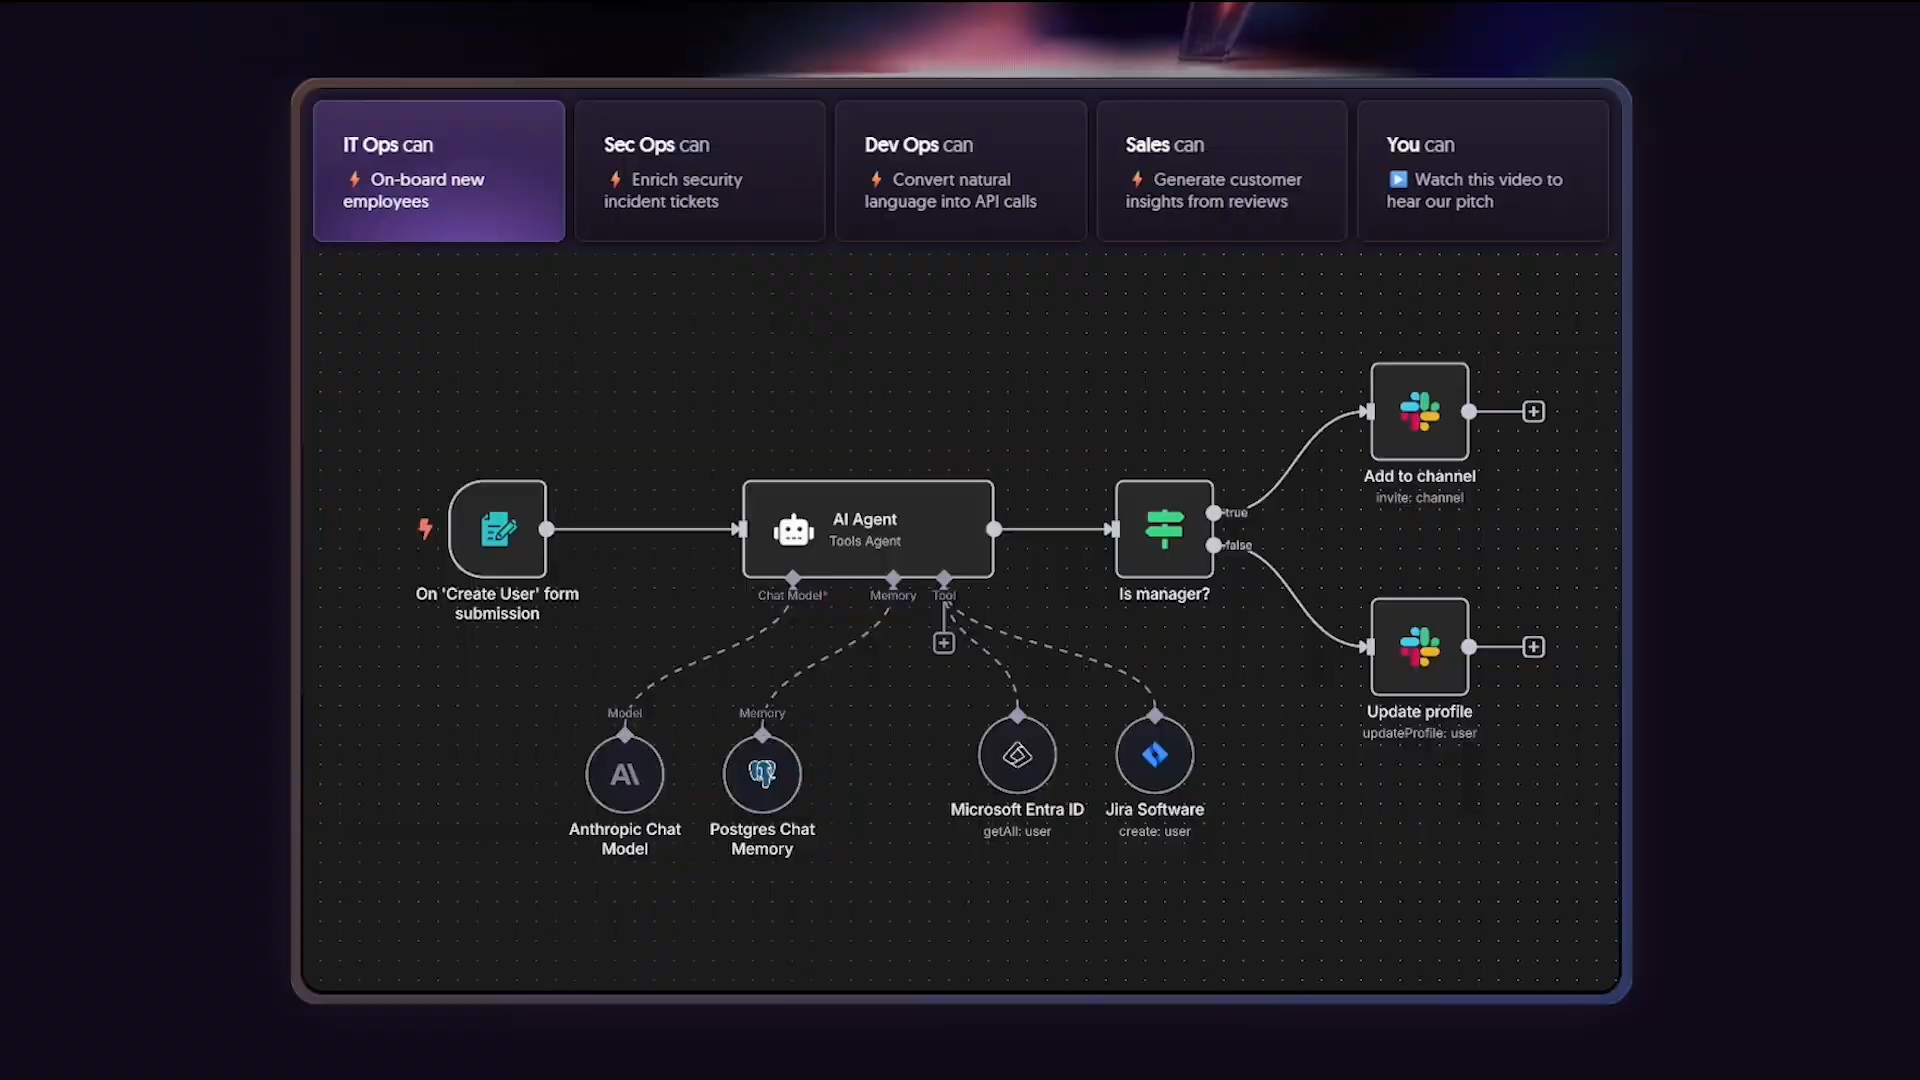 IT Ops can
On-board new
employees
Sec Ops can
Enrich security
incident tickets
Dev Ops can
Convert natural
language into API calls
Sales can
Generate customer
insights from reviews
You can
Watch this video to
hear our pitch
On 'Create User' form
submission
AI Agent
Tools Agent
Chat Model*
Memory
Tool
Is manager?
true
false
Add to channel
invite: channel
Update profile
updateProfile: user
Model
Anthropic Chat
Model
Memory
Postgres Chat
Memory
Microsoft Entra ID
getAll: user
Jira Software
create: user